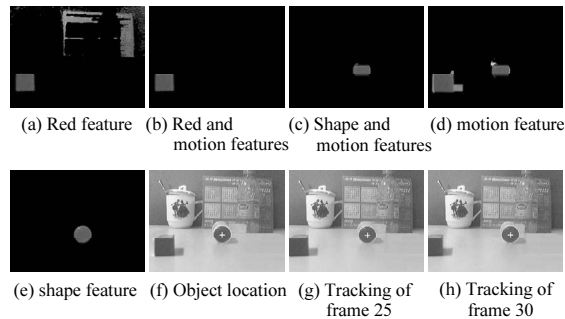 (a) Red feature
(b) Red and
motion features
(c) Shape and
motion features
(d) motion feature
(e) shape feature
(f) Object location
(g) Tracking of
frame 25
(h) Tracking of
frame 30